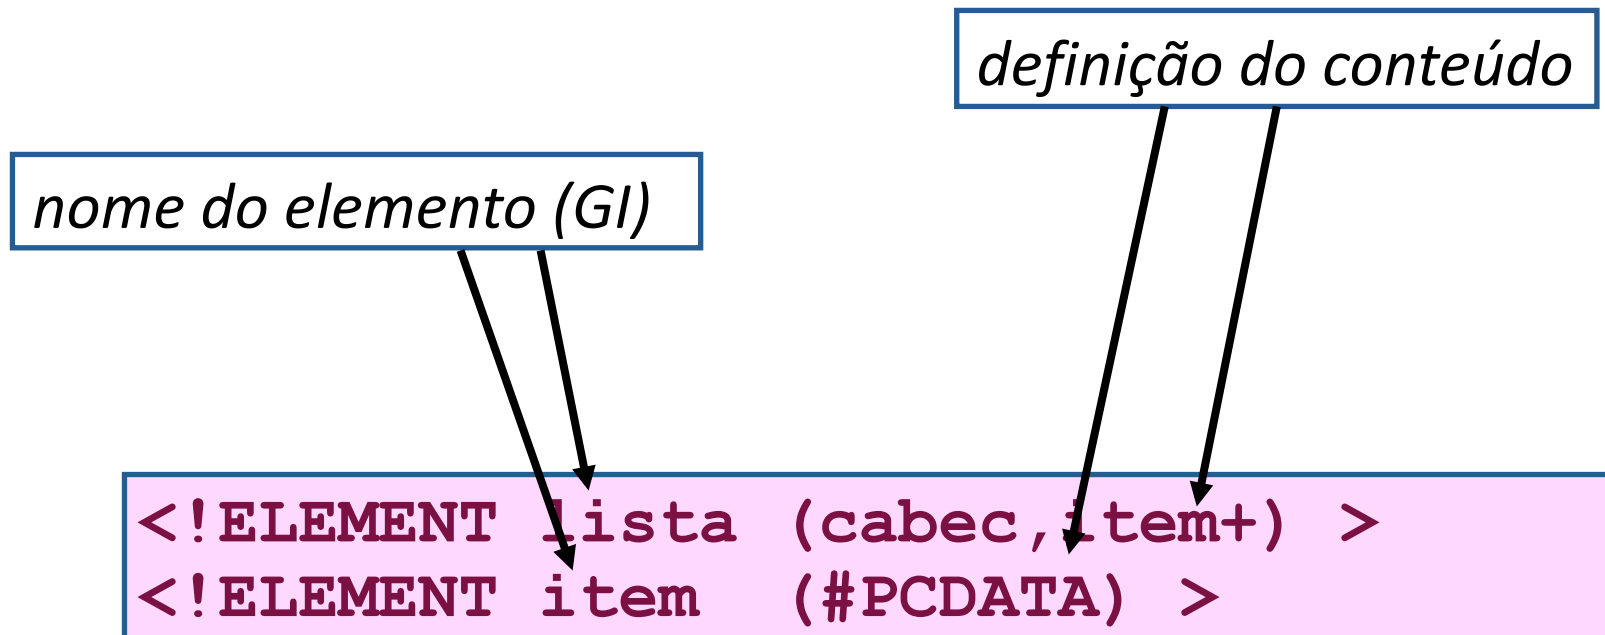 definição do conteúdo
nome do elemento (GI)
<!ELEMENT lista (cabec,item+) >
<!ELEMENT item (#PCDATA) >